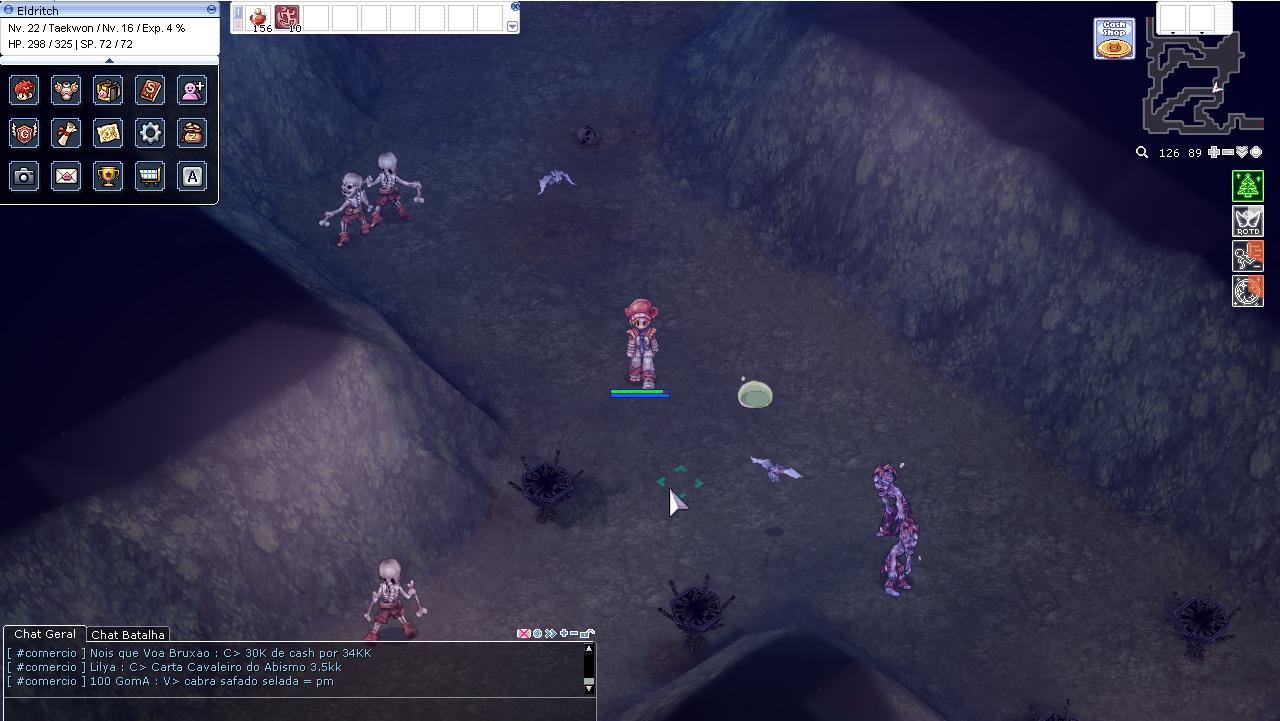 Eldritch
Nv. 22 / Taekwon / Nv. 16 / Exp. 4 %
HP. 298 / 325 | SP. 72 / 72
156
10
Cash
Shop
126 89
ROTD
Chat Geral
Chat Batalha
[ #comercio ] Nois que Voa Bruxao : C> 30K de cash por 34KK
[ #comercio ] Lilya : C> Carta Cavaleiro do Abismo 3.5kk
[ #comercio ] 100 GomA : V> cabra safado selada = pm